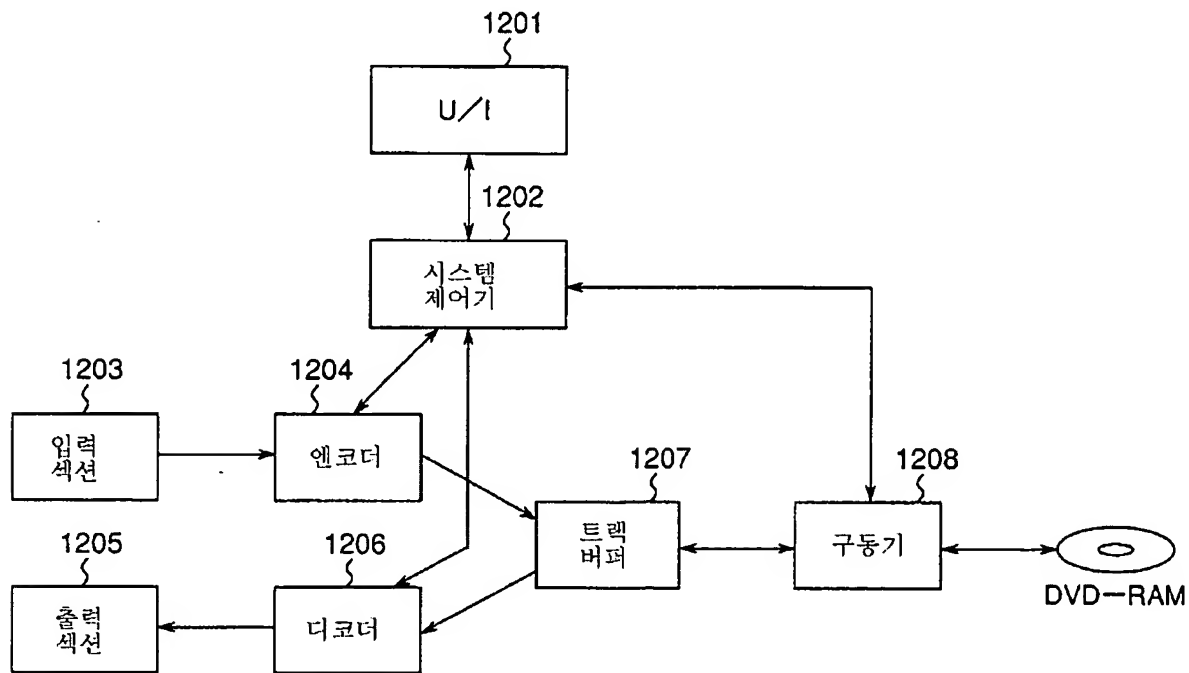 1201
U/I
1202
시스템
제어기
1203
입력
섹션
1204
앤코더
1207
트랙
버퍼
1208
구동기
DVD-RAM
1205
출력
섹션
1206
디코더